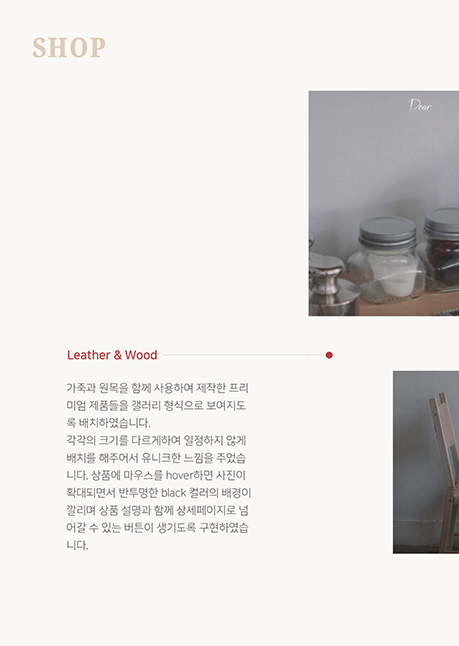 SHOP
Dear
Leather & Wood
가죽과 원목을 함께 사용하여 제작한 프리
미엄 제품들을 갤러리 형식으로 보여지도
록 배치하였습니다.
각각의 크기를 다르게하여 일정하지 않게
배치를 해주어서 유니크한 느낌을 주었습
니다. 상품에 마우스를 hover하면 사진이
확대되면서 반투명한 black 컬러의 배경이
깔리며 상품 설명과 함께 상세페이지로 넘
어갈 수 있는 버튼이 생기도록 구현하였습
니다.